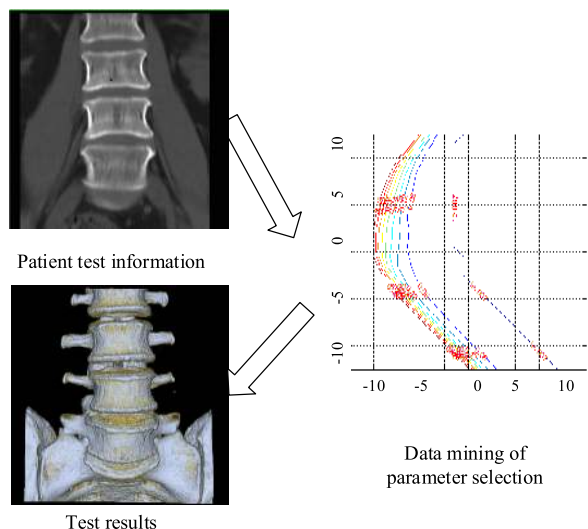 Patient test information
10
5
0
-5
-10
-10
-5
0
5
10
Data mining of
parameter selection
Test results